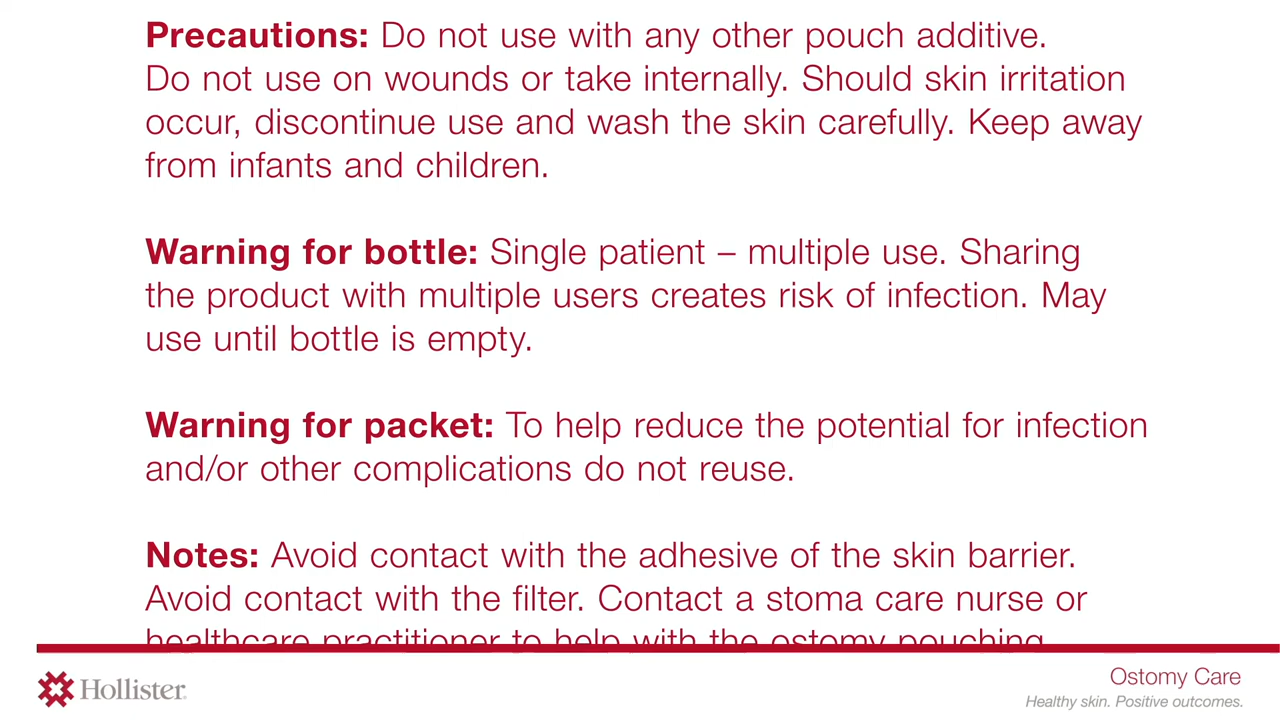 Precautions: Do not use with any other pouch additive.
Do not use on wounds or take internally. Should skin irritation
occur, discontinue use and wash the skin carefully. Keep away
from infants and children.
Warning for bottle: Single patient – multiple use. Sharing
the product with multiple users creates risk of infection. May
use until bottle is empty.
Warning for packet: To help reduce the potential for infection
and/or other complications do not reuse.
Notes: Avoid contact with the adhesive of the skin barrier.
Avoid contact with the filter. Contact a stoma care nurse or
healthcare practitioner to help with the ostomy pouching
Hollister
Ostomy Care
Healthy skin. Positive outcomes.